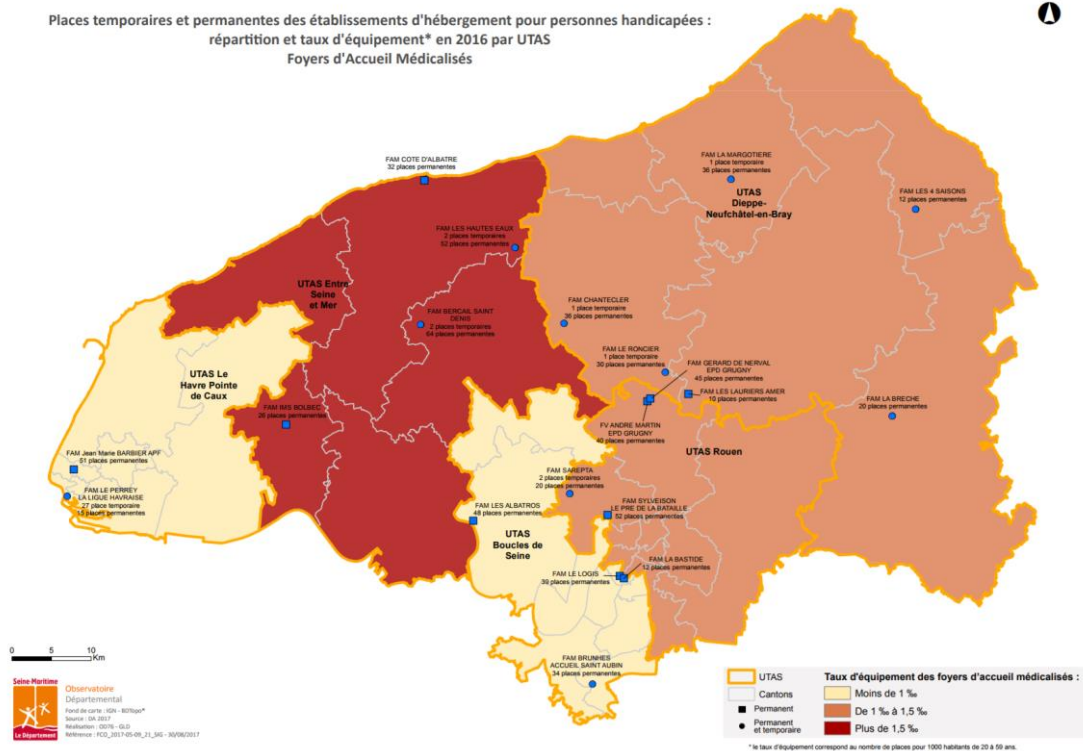 Places temporaires et permanentes des établissements d'hébergement pour personnes handicapées :
répartition et taux d'équipement* en 2016 par UTAS
Foyers d'Accueil Médicalisés
FAM COTE D'ALBATRE
32 places permanentes
FAM LA MARGOTIERE
1 place temporaire
36 places permanentes
UTAS
Dieppe-
Neufchâtel-en-Bray
FAM LES 4 SAISONS
12 places permanentes
FAM LES HAUTES EAUX
2 places temporaires
52 places permanentes
UTAS Entre
Seine
et Mer
FAM BERCAIL SAINT
DENIS
2 places temporaires
64 places permanentes
FAM CHANTECLER
1 place temporaire
36 places permanentes
FAM LE RONCIER
1 place temporaire
30 places permanentes
FAM GERARD DE NERVAL
EPD GRUGNY
45 places permanentes
FAM LES LAURIERS AMER
10 places permanentes
UTAS Le
Havre Pointe
de Caux
FAM IMS BOLBEC
26 places permanentes
FAM LA BRECHE
20 places permanentes
FV ANDRE MARTIN
EPD GRUGNY
40 places permanentes
UTAS Rouen
FAM Jean Marie BARBIER APF
51 places permanentes
FAM LE PERREY
LA LIGUE HAVRAISE
27 place temporaire
13 places permanentes
FAM SAREPTA
2 places temporaires
20 places permanentes
FAM LES ALBATROS
48 places permanentes
FAM SYLVEISON
LE PRE DE LA BATAILLE
52 places permanentes
UTAS
Boucles de
Seine
FAM LA BASTIDE
12 places permanentes
FAM LE LOGIS
39 places permanentes
FAM BRUNHES
ACCUEIL SAINT AUBIN
34 places permanentes
0 5 10
Km
Seine-Maritime
Le Département
Observatoire
Départemental
Fond de carte : IGN - BDTopo®
Source : DA 2017
Réalisation : OD76 - GLD
Référence : FCO_2017-05-09_21_SIG - 30/08/2017
UTAS
Cantons
Permanent
Permanent
et temporaire
Taux d'équipement des foyers d'accueil médicalisés :
Moins de 1 ‰
De 1 ‰ à 1,5 ‰
Plus de 1,5 ‰
* le taux d'équipement correspond au nombre de places pour 1000 habitants de 20 à 59 ans.